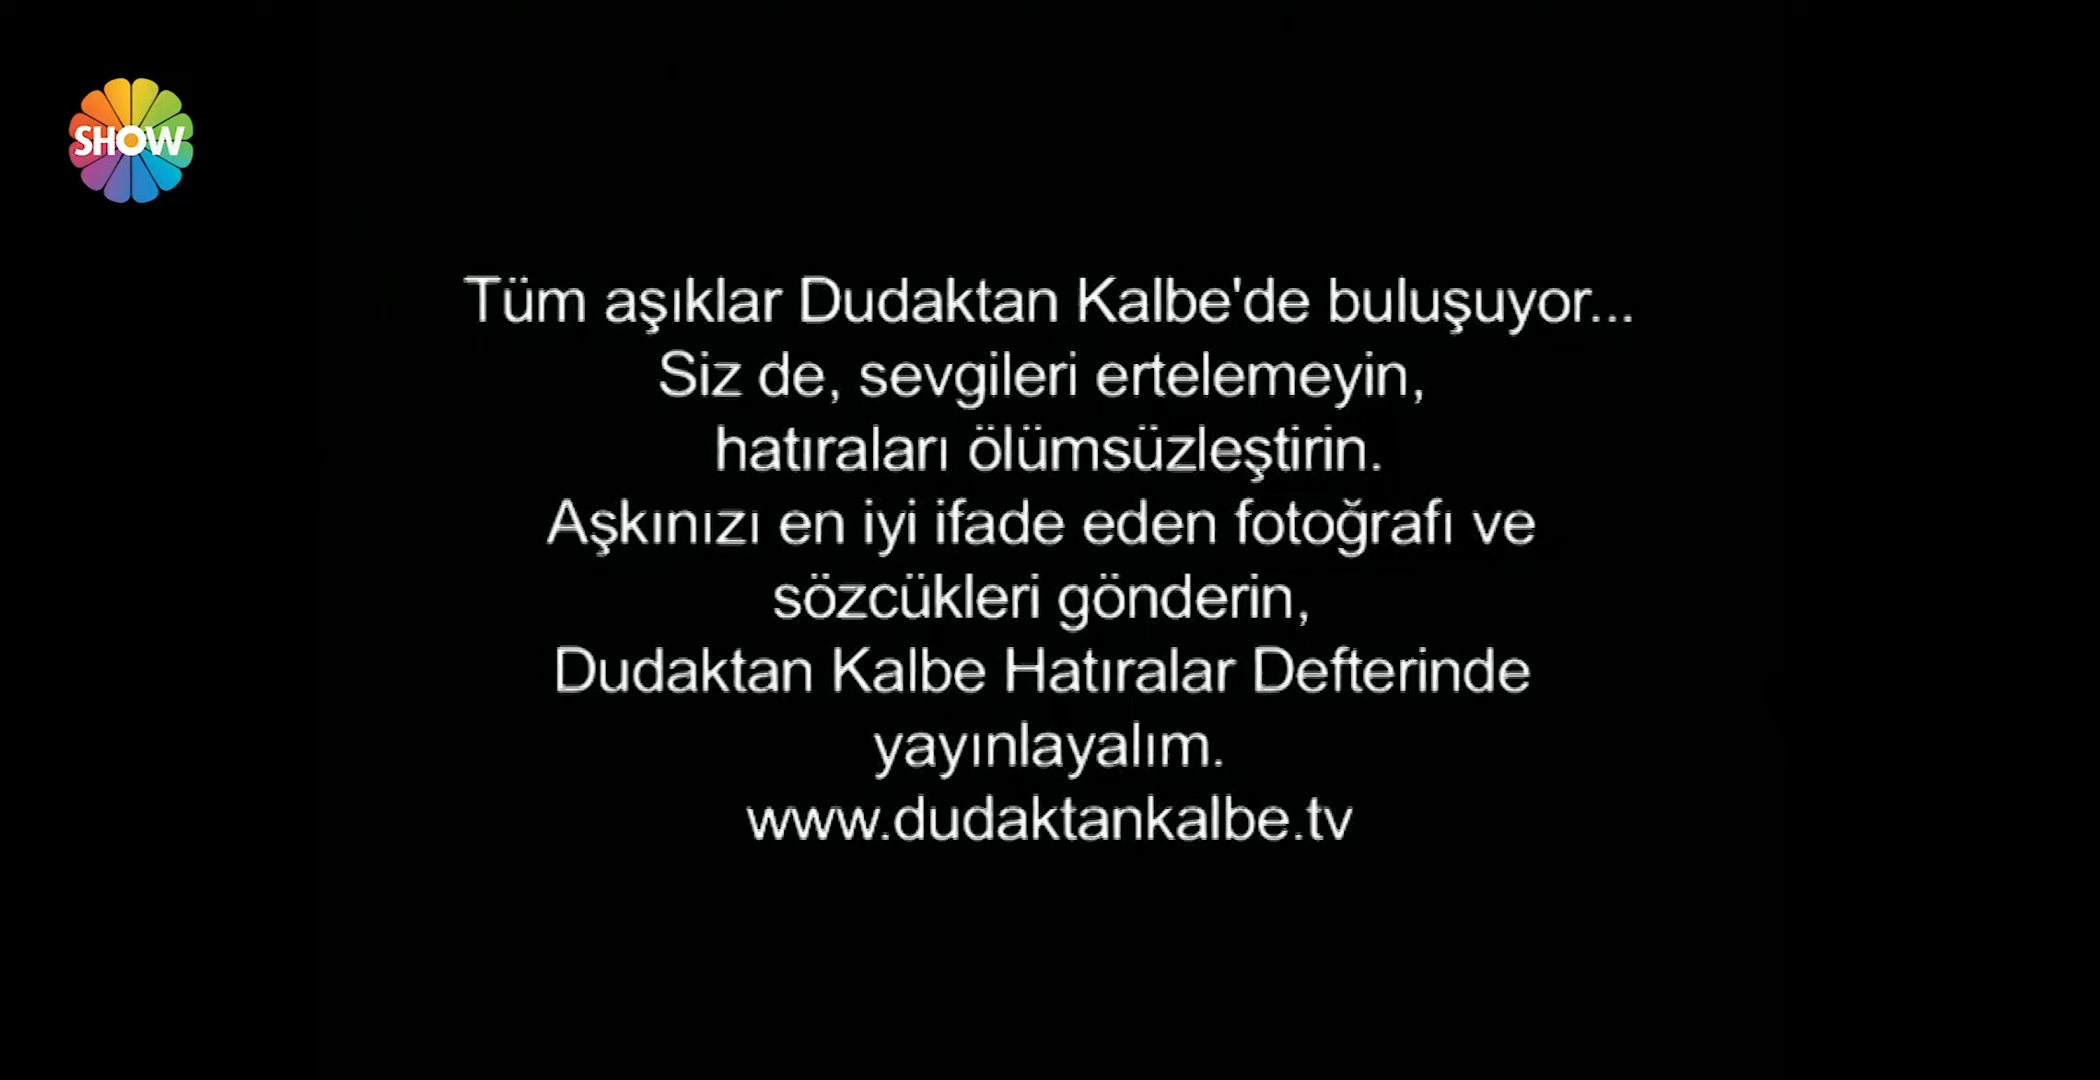 SHOW
Tüm aşıklar Dudaktan Kalbe'de buluşuyor...
Siz de, sevgileri ertelemeyin,
hatıraları ölümsüzleştirin.
Aşkınızı en iyi ifade eden fotoğrafı ve
sözcükleri gönderin,
Dudaktan Kalbe Hatıralar Defterinde
yayınlayalım.
www.dudaktankalbe.tv